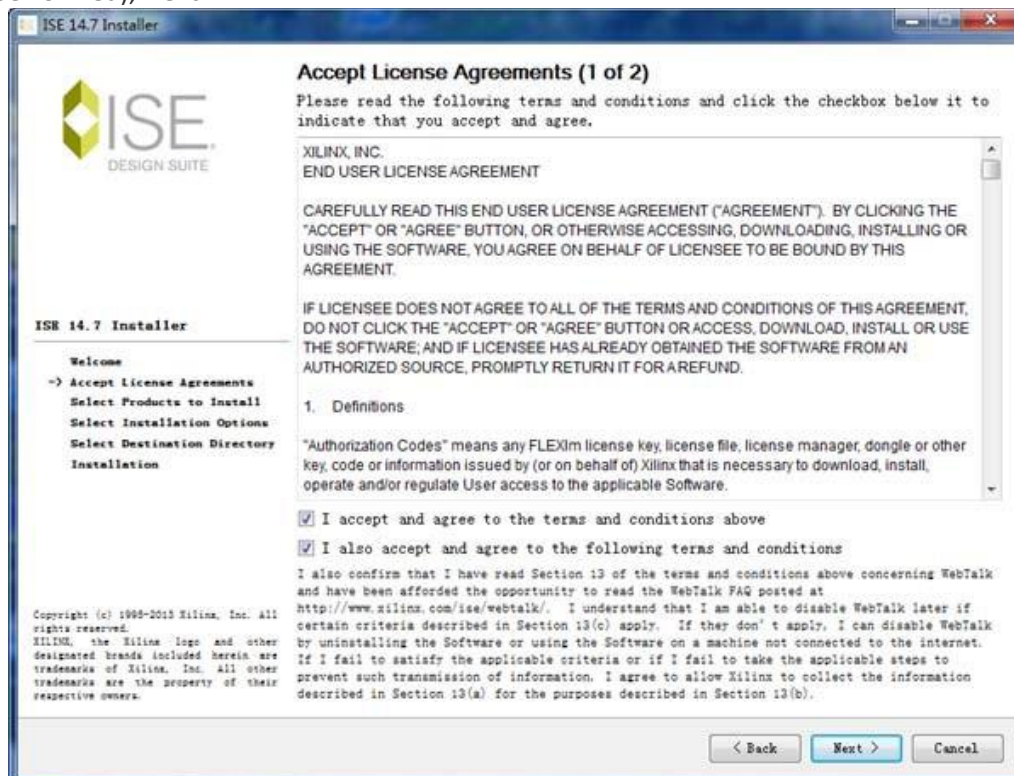 ISE 14.7 Installer
ISE
DESIGN SUITE
ISE 14.7 Installer
Welcome
-> Accept License Agreements
Select Products to Install
Select Installation Options
Select Destination Directory
Installation
Copyright (c) 1995-2013 Xilinx, Inc. All
rights reserved.
XILINX, the Xilinx logo and other
designated brands included herein are
trademarks of Xilinx, Inc. All other
trademarks are the property of their
respective owners.
Accept License Agreements (1 of 2)
Please read the following terms and conditions and click the checkbox below it to
indicate that you accept and agree.
XILINX, INC.
END USER LICENSE AGREEMENT
CAREFULLY READ THIS END USER LICENSE AGREEMENT ("AGREEMENT"). BY CLICKING THE
"ACCEPT" OR "AGREE" BUTTON, OR OTHERWISE ACCESSING, DOWNLOADING, INSTALLING OR
USING THE SOFTWARE, YOU AGREE ON BEHALF OF LICENSEE TO BE BOUND BY THIS
AGREEMENT.
IF LICENSEE DOES NOT AGREE TO ALL OF THE TERMS AND CONDITIONS OF THIS AGREEMENT,
DO NOT CLICK THE "ACCEPT" OR "AGREE" BUTTON OR ACCESS, DOWNLOAD, INSTALL OR USE
THE SOFTWARE; AND IF LICENSEE HAS ALREADY OBTAINED THE SOFTWARE FROM AN
AUTHORIZED SOURCE, PROMPTLY RETURN IT FOR A REFUND.
1. Definitions
"Authorization Codes" means any FLEXlm license key, license file, license manager, dongle or other
key, code or information issued by (or on behalf of) Xilinx that is necessary to download, install,
operate and/or regulate User access to the applicable Software.
I accept and agree to the terms and conditions above
I also accept and agree to the following terms and conditions
I also confirm that I have read Section 13 of the terms and conditions above concerning WebTalk
and have been afforded the opportunity to read the WebTalk FAQ posted at
http://www.xilinx.com/ise/webtalk/. I understand that I am able to disable WebTalk later if
certain criteria described in Section 13(c) apply. If they don't apply, I can disable WebTalk
by uninstalling the Software or using the Software on a machine not connected to the internet.
If I fail to satisfy the applicable criteria or if I fail to take the applicable steps to
prevent such transmission of information, I agree to allow Xilinx to collect the information
described in Section 13(a) for the purposes described in Section 13(b).
< Back
Next >
Cancel